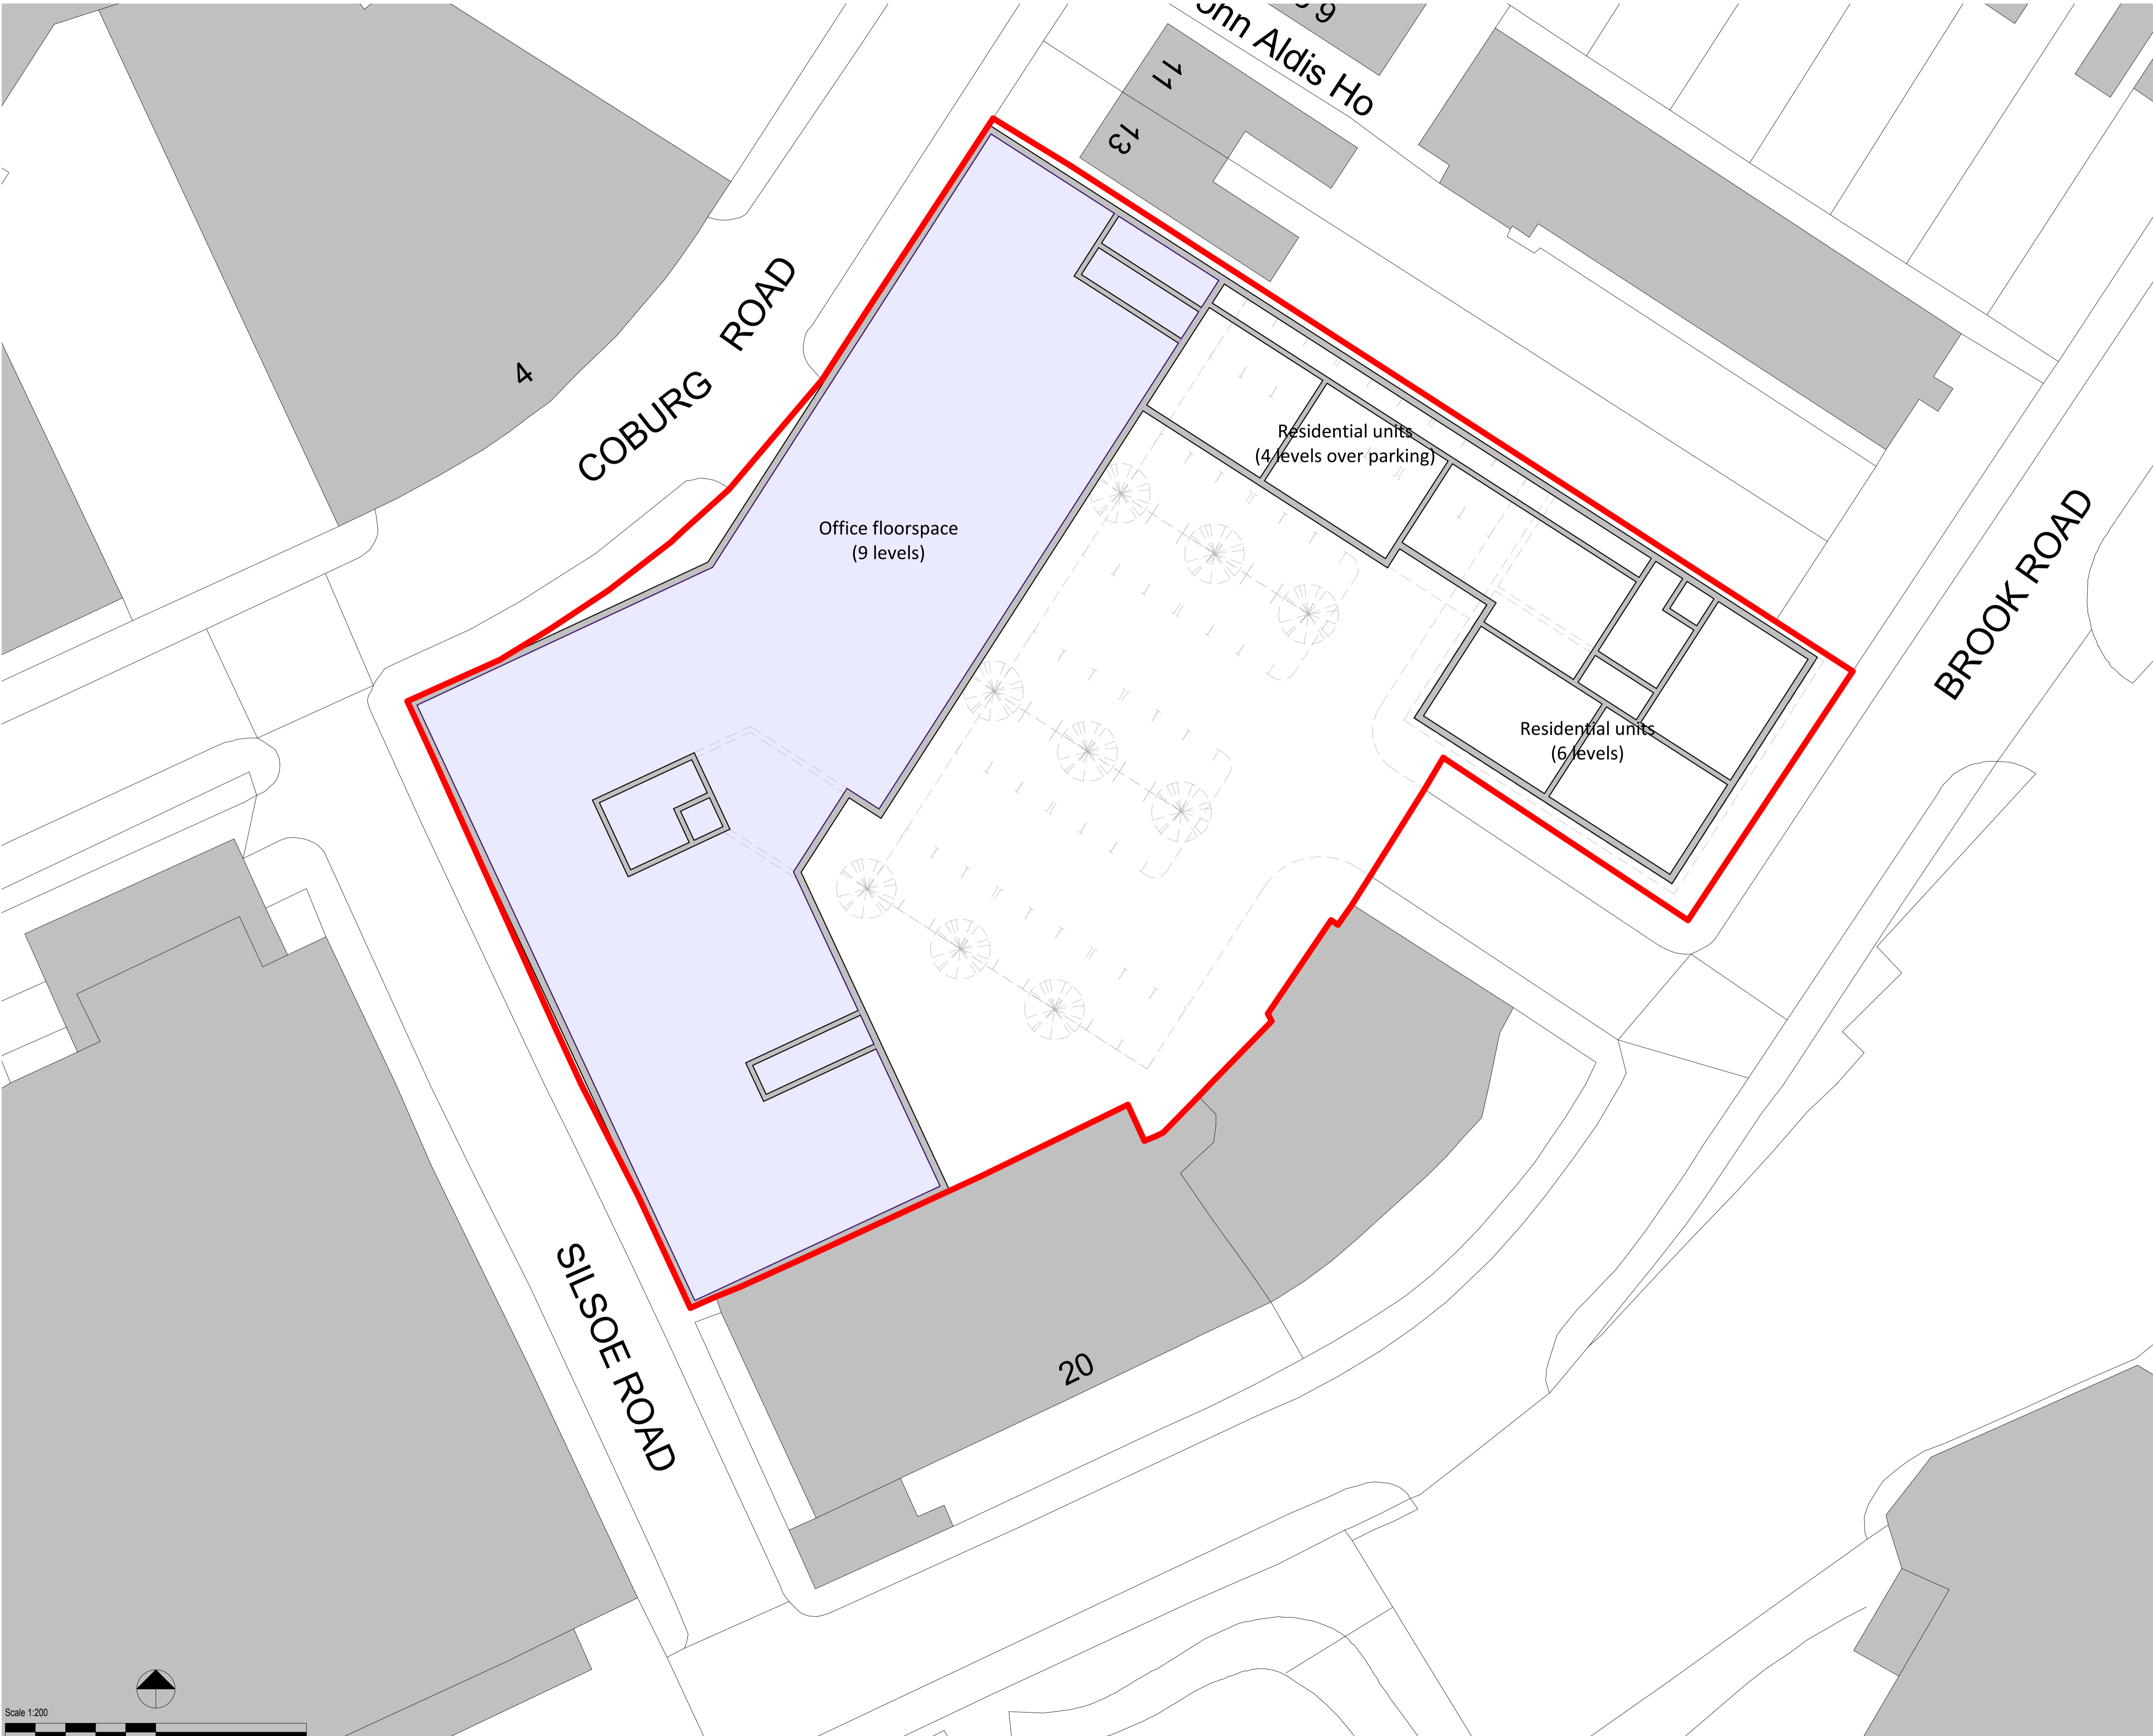 ohn Aldis Ho
11
13
4
COBURG ROAD
Residential units
(4 levels over parking)
Office floorspace
(9 levels)
BROOK ROAD
Residential units
(6 levels)
SILSOE ROAD
20
Scale 1:200